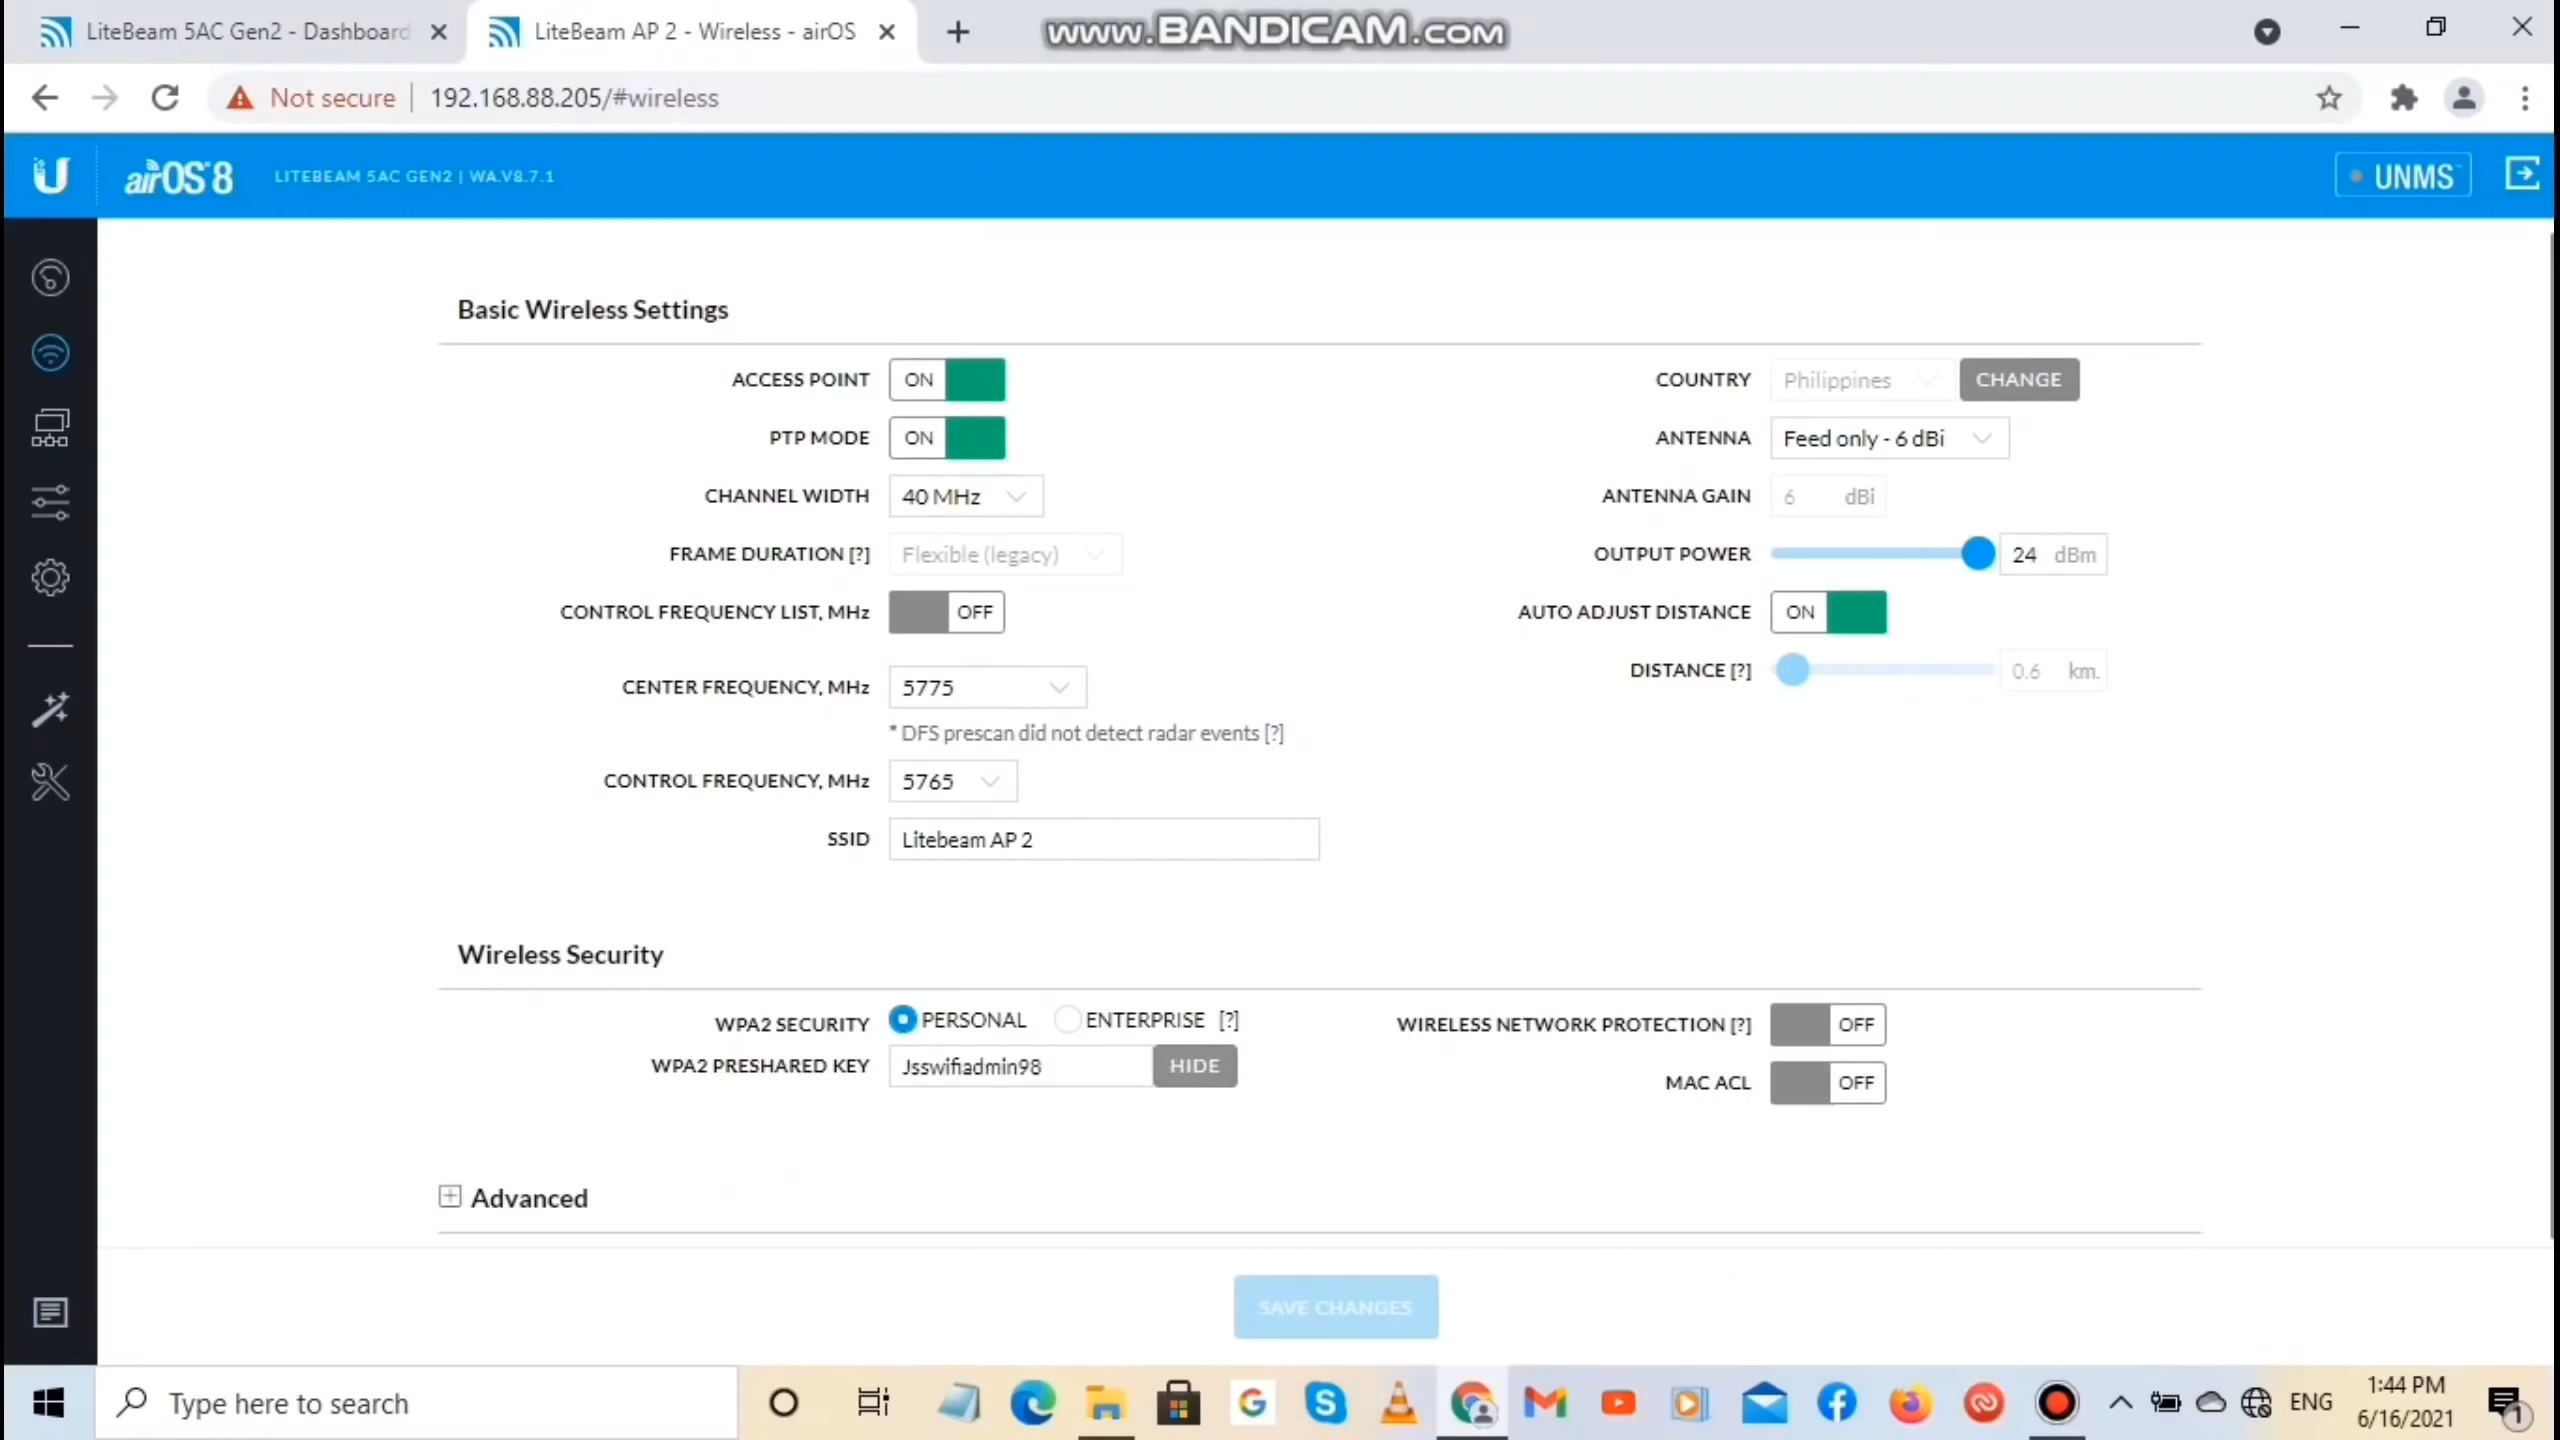 LiteBeam 5AC Gen2 - Dashboard
LiteBeam AP 2 - Wireless - airOS
www.BANDICAM.com
Not secure
192.168.88.205/#wireless
airOS 8
LITEBEAM 5AC GEN2 | WA.V8.7.1
UNMS
Basic Wireless Settings
ACCESS POINT ON
PTP MODE ON
CHANNEL WIDTH 40 MHz
FRAME DURATION [?] Flexible (legacy)
CONTROL FREQUENCY LIST, MHz OFF
CENTER FREQUENCY, MHz 5775
* DFS prescan did not detect radar events [?]
CONTROL FREQUENCY, MHz 5765
SSID Litebeam AP 2
COUNTRY Philippines CHANGE
ANTENNA Feed only - 6 dBi
ANTENNA GAIN 6 dBi
OUTPUT POWER 24 dBm
AUTO ADJUST DISTANCE ON
DISTANCE [?] 0.6 km.
Wireless Security
WPA2 SECURITY PERSONAL ENTERPRISE [?]
WPA2 PRESHARED KEY Jsswifiadmin98 HIDE
WIRELESS NETWORK PROTECTION [?] OFF
MAC ACL OFF
Advanced
SAVE CHANGES
Type here to search
ENG
1:44 PM
6/16/2021
1